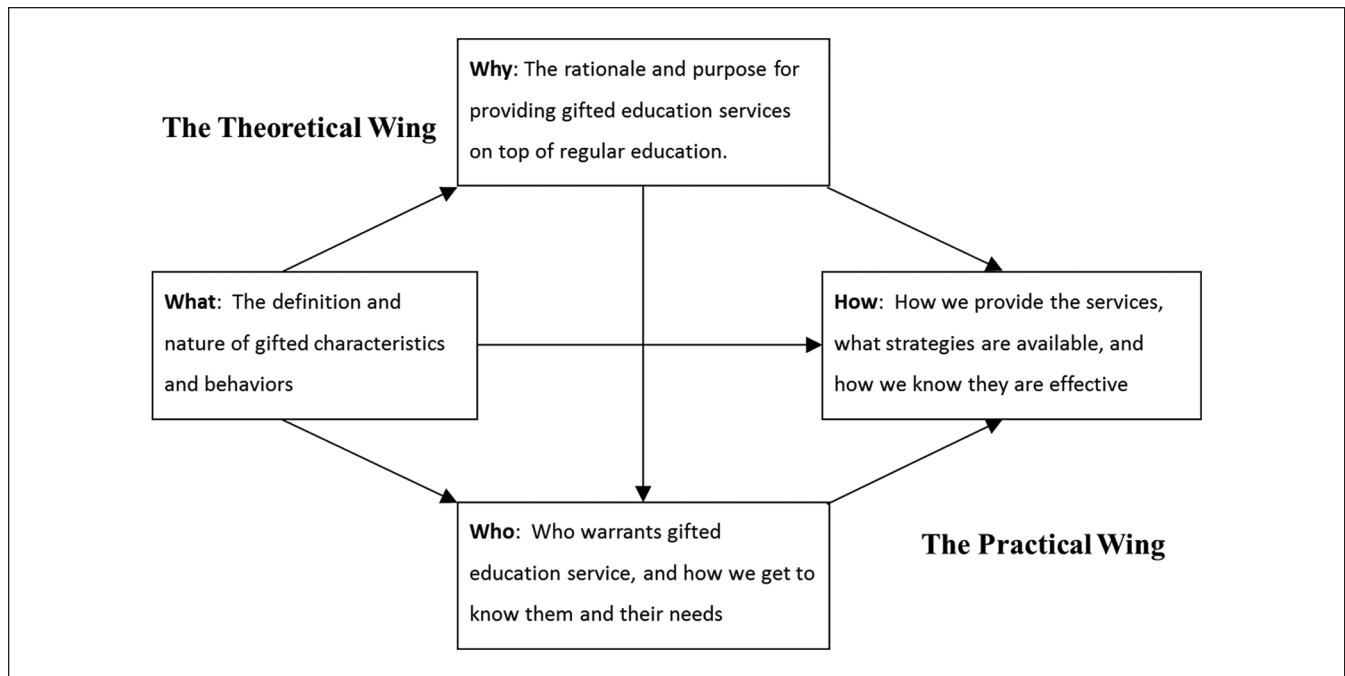 Why: The rationale and purpose for
providing gifted education services
on top of regular education.
The Theoretical Wing
What: The definition and
nature of gifted characteristics
and behaviors
How: How we provide the services,
what strategies are available, and
how we know they are effective
Who: Who warrants gifted
education service, and how we get to
know them and their needs
The Practical Wing